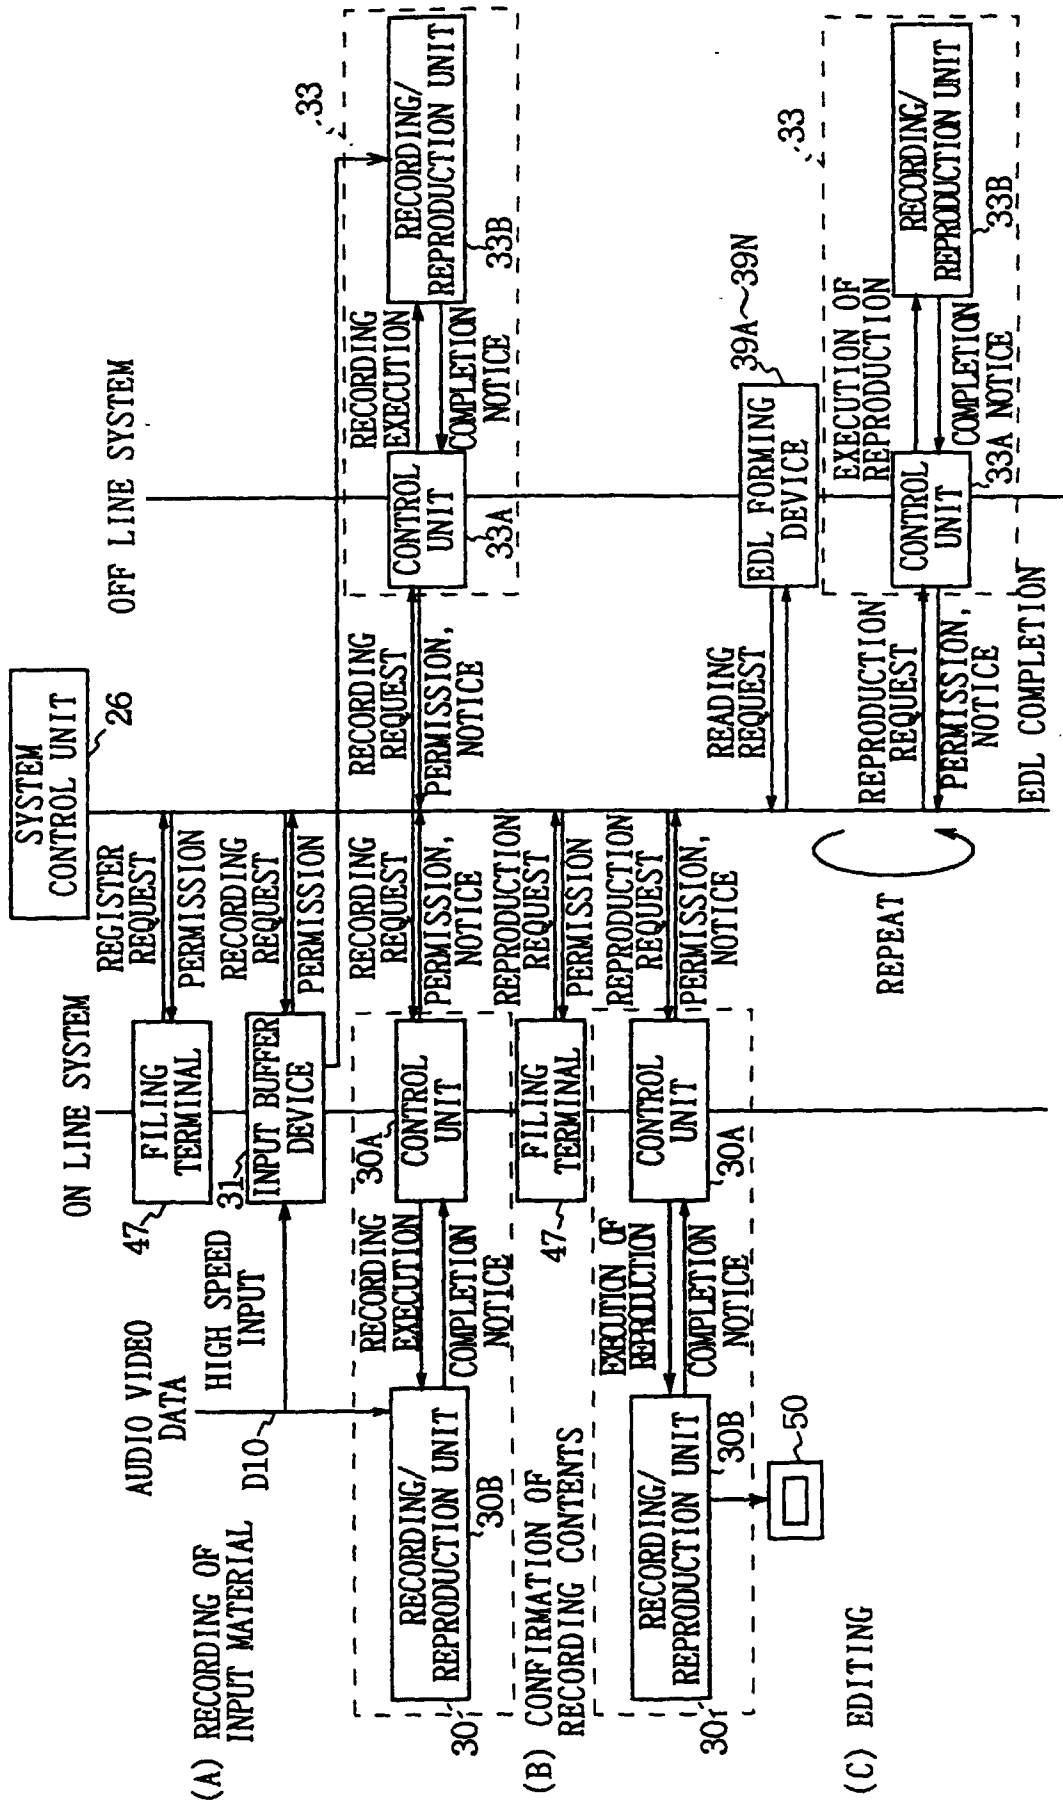 SYSTEM
CONTROL UNIT
26
ON LINE SYSTEM
OFF LINE SYSTEM
(A) RECORDING OF
INPUT MATERIAL
AUDIO VIDEO
DATA
D10
HIGH SPEED
INPUT
47
FILING
TERMINAL
REGISTER
REQUEST
PERMISSION
31
INPUT BUFFER
DEVICE
RECORDING
REQUEST
PERMISSION
30
RECORDING/
REPRODUCTION UNIT
30B
RECORDING
EXECUTION
COMPLETION
NOTICE
30A
CONTROL
UNIT
RECORDING
REQUEST
PERMISSION,
NOTICE
RECORDING
REQUEST
PERMISSION,
NOTICE
CONTROL
UNIT
33A
RECORDING
EXECUTION
COMPLETION
NOTICE
33
RECORDING/
REPRODUCTION UNIT
33B
(B) CONFIRMATION OF
RECORDING CONTENTS
47
FILING
TERMINAL
REPRODUCTION
REQUEST
PERMISSION
30
RECORDING/
REPRODUCTION UNIT
30B
EXECUTION OF
REPRODUCTION
COMPLETION
NOTICE
CONTROL
UNIT
30A
REPRODUCTION
REQUEST
PERMISSION,
NOTICE
50
(C) EDITING
READING
REQUEST
EDL FORMING
DEVICE
39A~39N
REPEAT
REPRODUCTION
REQUEST
PERMISSION,
NOTICE
CONTROL
UNIT
33A
EXECUTION OF
REPRODUCTION
COMPLETION
NOTICE
33
RECORDING/
REPRODUCTION UNIT
33B
EDL COMPLETION